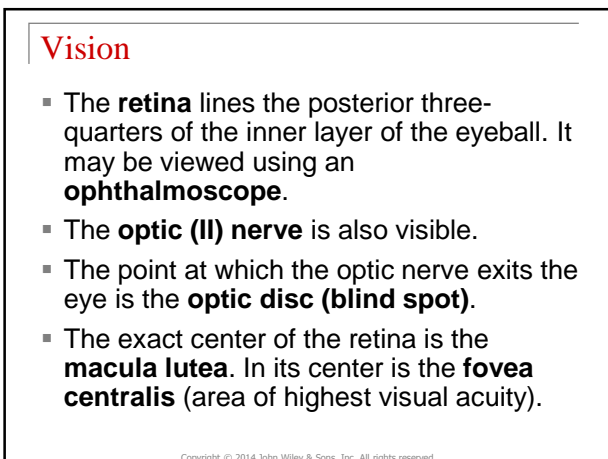 Vision
▪ The retina lines the posterior three-
quarters of the inner layer of the eyeball. It
may be viewed using an
ophthalmoscope.
▪ The optic (II) nerve is also visible.
▪ The point at which the optic nerve exits the
eye is the optic disc (blind spot).
▪ The exact center of the retina is the
macula lutea. In its center is the fovea
centralis (area of highest visual acuity).
Copyright © 2014 John Wiley & Sons, Inc. All rights reserved.